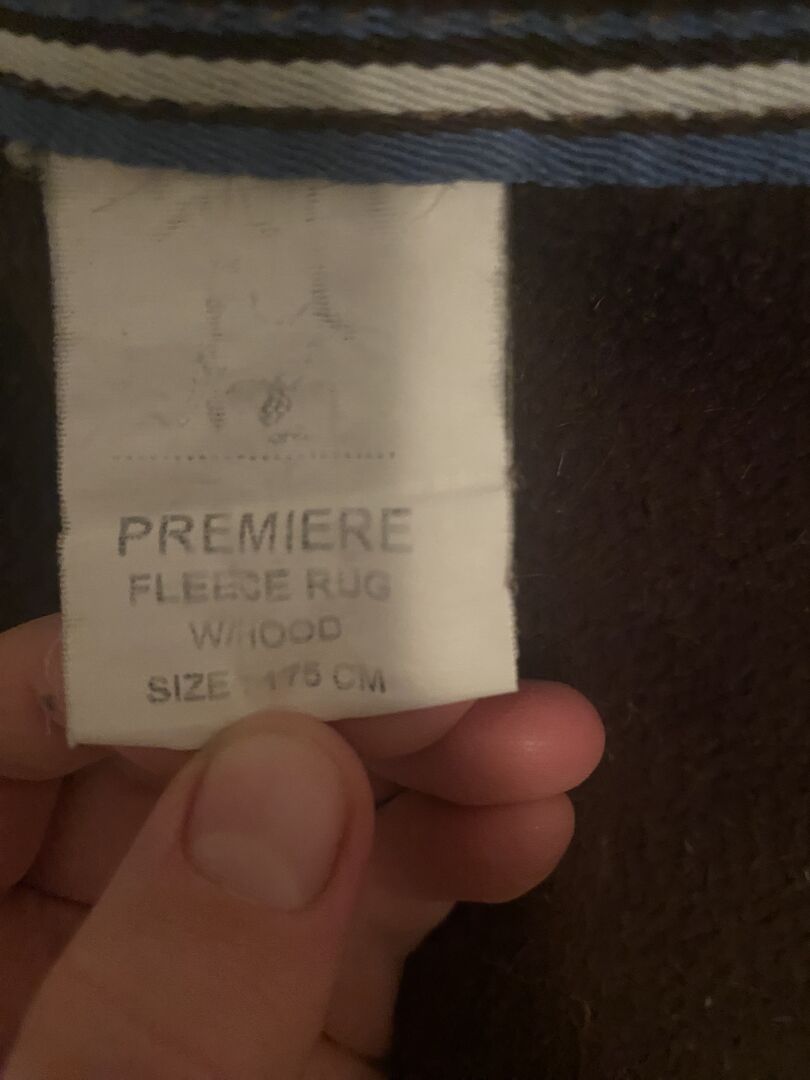 PREMIERE
FLEECE RUG
W/HOOD
SIZE : 175 CM